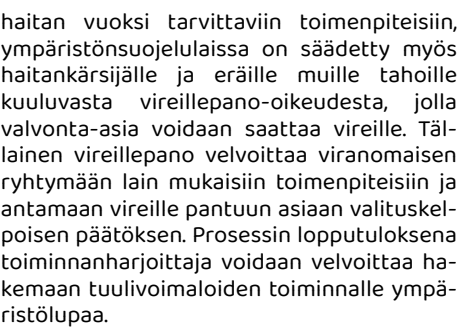 haitan vuoksi tarvittaviin toimenpiteisiin,
ympäristönsuojelulaissa on säädetty myös
haitankärsijälle ja eräille muille tahoille
kuuluvasta vireillepano-oikeudesta, jolla
valvonta-asia voidaan saattaa vireille. Täl-
lainen vireillepano velvoittaa viranomaisen
ryhtymään lain mukaisiin toimenpiteisiin ja
antamaan vireille pantuun asiaan valituskel-
poisen päätöksen. Prosessin lopputuloksena
toiminnanharjoittaja voidaan velvoittaa ha-
kemaan tuulivoimaloiden toiminnalle ympä-
ristölupaa.